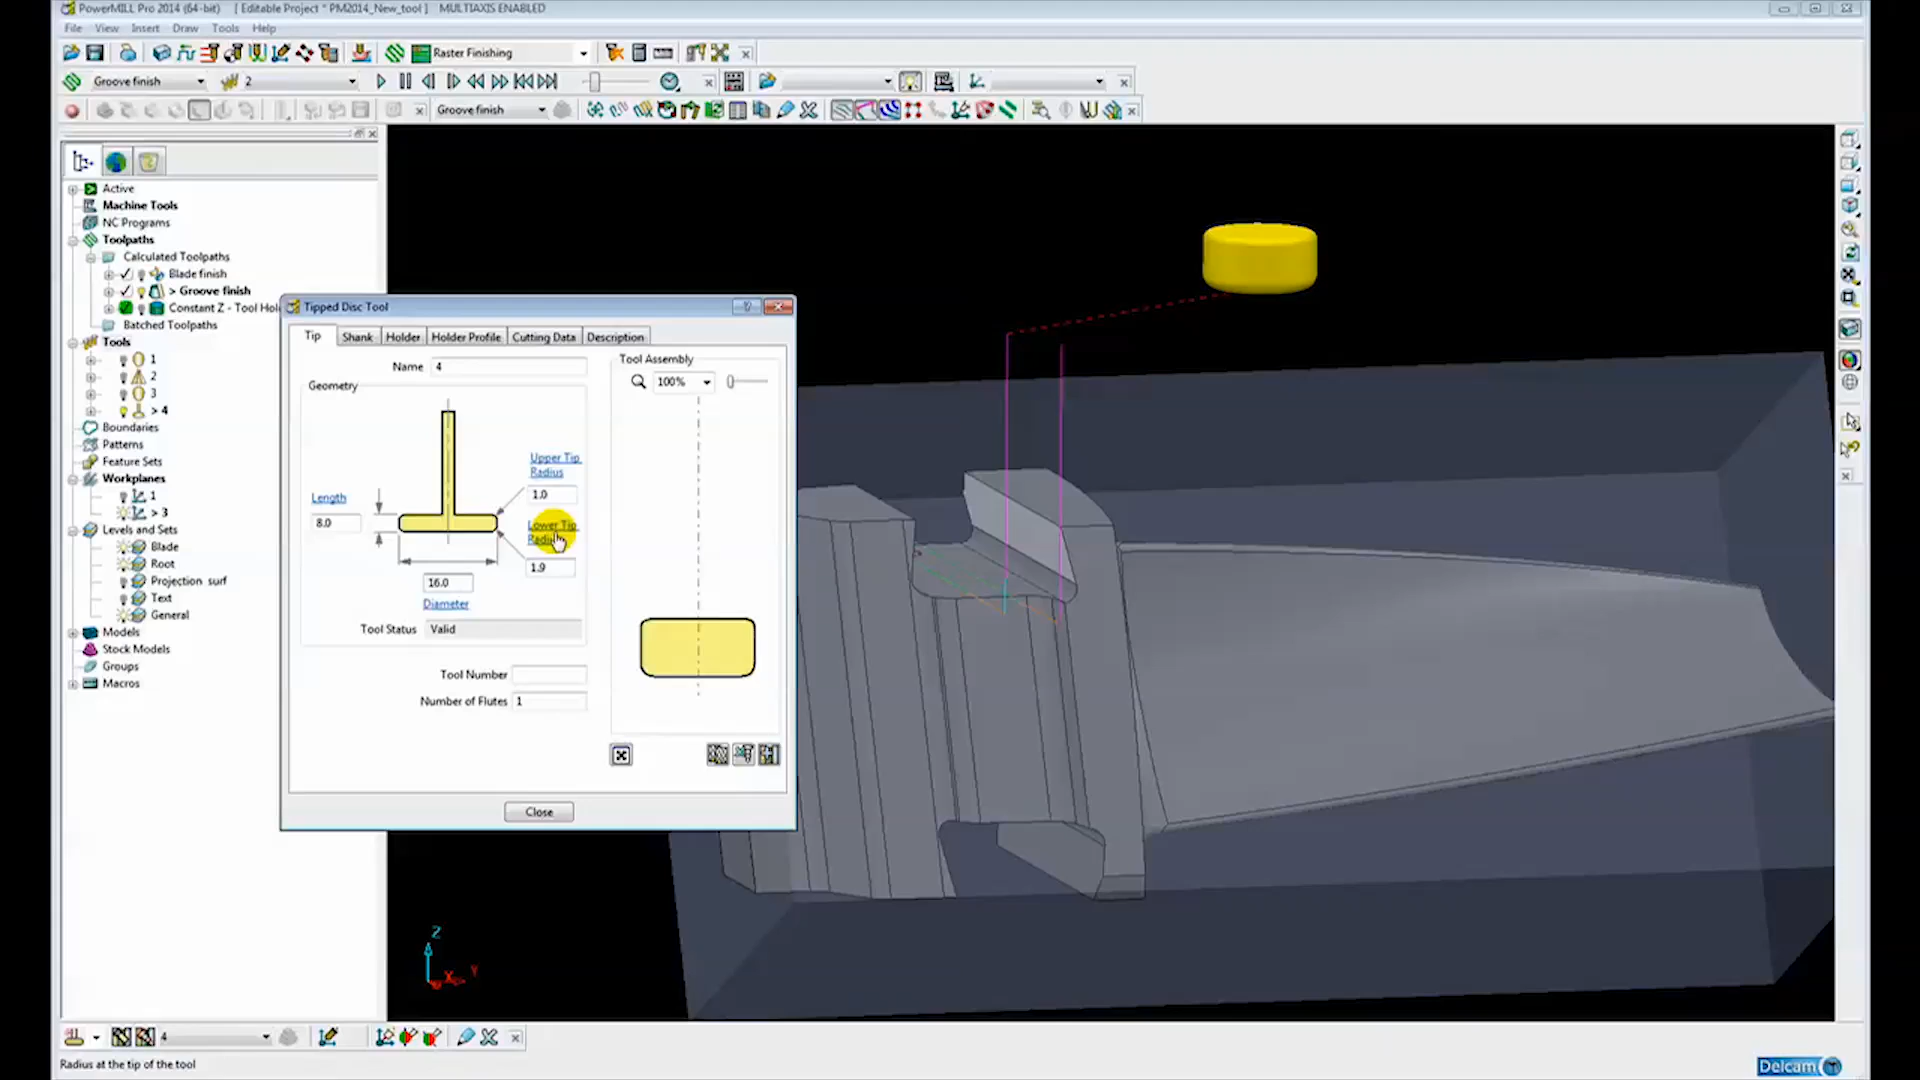 PowerMILL Pro 2014 (64-bit) [ Editable Project * PM2014_New_tool ] MULTIAXIS ENABLED
File View Insert Draw Tools Help
Raster Finishing
Groove finish 2
Groove finish
Active
Machine Tools
NC Programs
Toolpaths
Calculated Toolpaths
Blade finish
> Groove finish
Constant Z - Tool Hol
Batched Toolpaths
Tools
1
2
3
> 4
Boundaries
Patterns
Feature Sets
Workplanes
1
> 3
Levels and Sets
Blade
Root
Projection surf
Text
General
Models
Stock Models
Groups
Macros
Tipped Disc Tool
Tip Shank Holder Holder Profile Cutting Data Description
Name 4
Geometry
Upper Tip
Radius
1.0
Length
8.0
Lower Tip
Radius
1.9
16.0
Diameter
Tool Status Valid
Tool Number
Number of Flutes 1
Tool Assembly
100%
Close
Z
X Y
4
Radius at the tip of the tool
Delcam